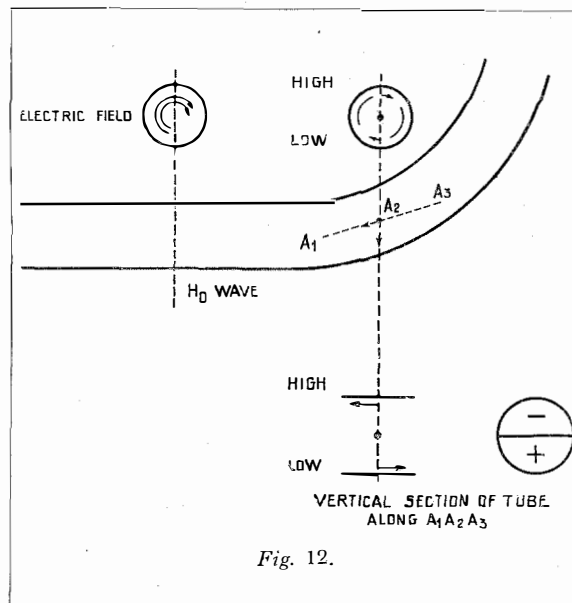 HIGH
ELECTRIC FIELD
LOW
A3
A2
A1
H0 WAVE
HIGH
−
+
LOW
VERTICAL SECTION OF TUBE
ALONG A1A2A3
Fig. 12.